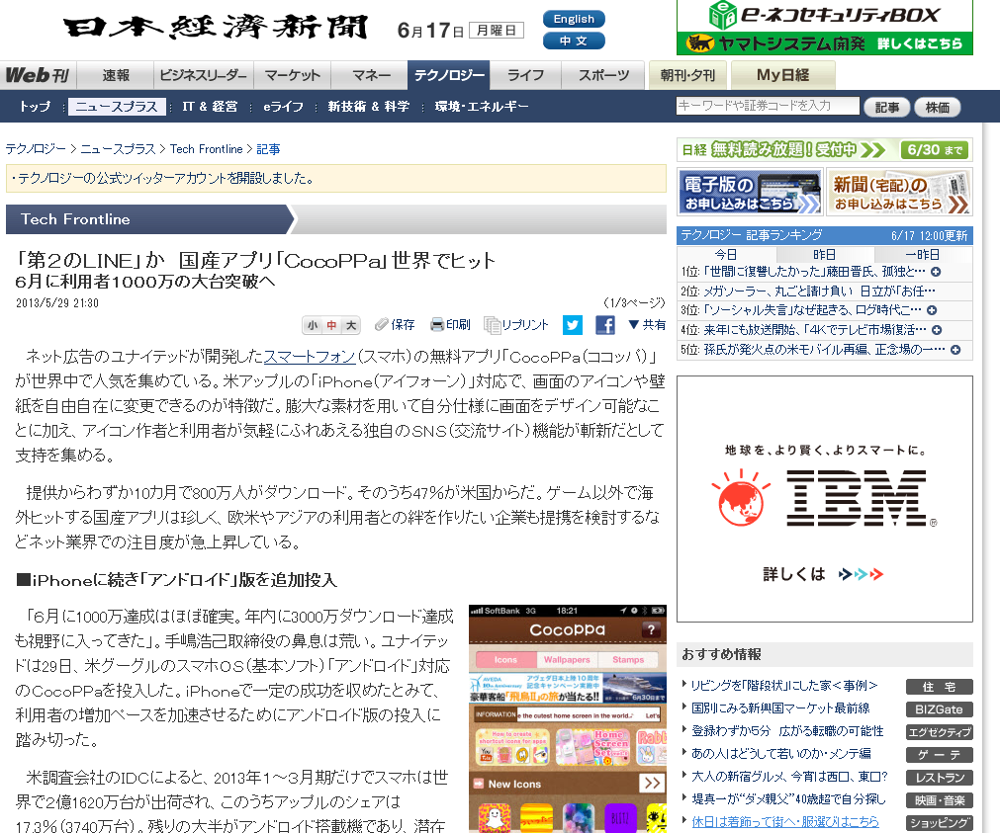 日本経済新聞
6月17日 月曜日
English
中 文
e-ネコセキュリティBOX
ヤマトシステム開発 詳しくはこちら
Web刊 速報 ビジネスリーダー マーケット マネー テクノロジー ライフ スポーツ 朝刊・夕刊 My日経
トップ ニュースプラス IT & 経営 eライフ 新技術 & 科学 環境・エネルギー
キーワードや証券コードを入力 記事 株価
テクノロジー > ニュースプラス > Tech Frontline > 記事
・テクノロジーの公式ツイッターアカウントを開設しました。
Tech Frontline
「第2のLINE」か 国産アプリ「CocoPPa」世界でヒット
6月に利用者1000万の大台突破へ
2013/5/29 21:30
(1/3ページ)
小 中 大 保存 印刷 リプリント ▼共有
ネット広告のユナイテッドが開発したスマートフォン(スマホ)の無料アプリ「CocoPPa(ココッパ)」
が世界中で人気を集めている。米アップルの「iPhone(アイフォーン)」対応で、画面のアイコンや壁
紙を自由自在に変更できるのが特徴だ。膨大な素材を用いて自分仕様に画面をデザイン可能なこ
とに加え、アイコン作者と利用者が気軽にふれあえる独自のSNS(交流サイト)機能が斬新だとして
支持を集める。
提供からわずか10カ月で800万人がダウンロード。そのうち47%が米国からだ。ゲーム以外で海
外ヒットする国産アプリは珍しく、欧米やアジアの利用者との絆を作りたい企業も提携を検討するな
どネット業界での注目度が急上昇している。
■iPhoneに続き「アンドロイド」版を追加投入
「6月に1000万達成はほぼ確実。年内に3000万ダウンロード達成
も視野に入ってきた」。手嶋浩己取締役の鼻息は荒い。ユナイテッ
ドは29日、米グーグルのスマホOS(基本ソフト)「アンドロイド」対応
のCocoPPaを投入した。iPhoneで一定の成功を収めたとみて、
利用者の増加ペースを加速させるためにアンドロイド版の投入に
踏み切った。
米調査会社のIDCによると、2013年1~3月期だけでスマホは世
界で2億1620万台が出荷され、このうちアップルのシェアは
17.3%(3740万台)。残りの大半がアンドロイド搭載機であり、潜在
SoftBank 3G 18:21
CocoPPa ?
Icons Wallpapers Stamps
AVEDA 10th Anniversary アヴェダ日本上陸10周年
記念キャンペーン実施中
豪華客船「飛鳥II」の旅が当たる!! 6月30日まで
INFORMATION the cutest home screen in the world.♪ Let's
How to create shortcut icons for apps
Home Screen Set
Rabb
New Icons >>
日経 無料読み放題!受付中 6/30 まで
電子版の
お申し込みはこちら
新聞(宅配)の
お申し込みはこちら
テクノロジー 記事ランキング 6/17 12:00更新
今日 昨日 一昨日
1位:「世間に復讐したかった」藤田晋氏、孤独と…
2位: メガソーラー、丸ごと請け負い 日立が「お任…
3位:「ソーシャル失言」なぜ起きる、ログ時代こ…
4位: 来年にも放送開始、「4Kでテレビ市場復活…
5位: 孫氏が発火点の米モバイル再編、正念場の一…
地球を、より賢く、よりスマートに。
IBM®
詳しくは >>>
おすすめ情報
リビングを「階段状」にした家<事例> 住 宅
国別にみる新興国マーケット最前線 BIZGate
登録わずか5分 広がる転職の可能性 エグゼクティブ
あの人はどうして若いのか・メンテ編 ゲ ー テ
大人の新宿グルメ、今宵は西口、東口? レストラン
堤真一が“ダメ親父”40歳超で自分探し 映画・音楽
休日は着飾って街へ・服選びはこちら ショッピング